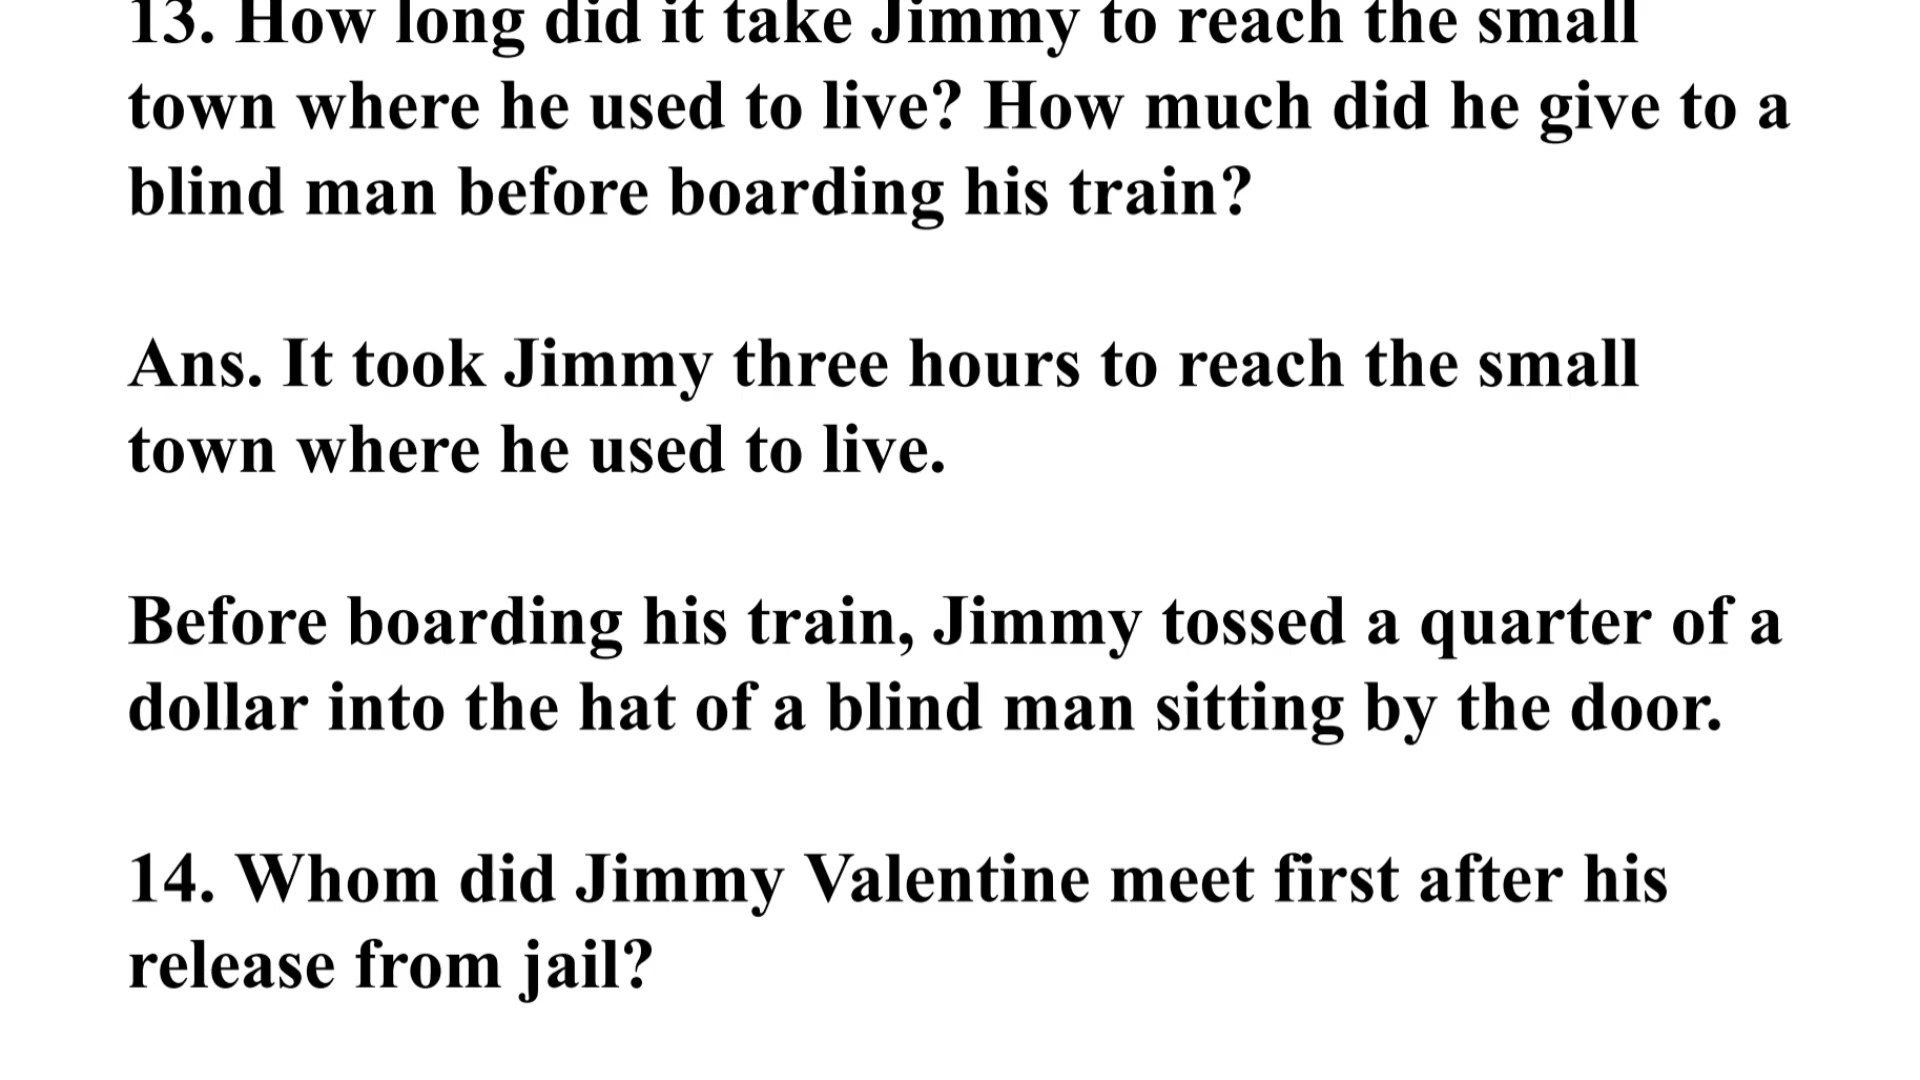 13. How long did it take Jimmy to reach the small
town where he used to live? How much did he give to a
blind man before boarding his train?
Ans. It took Jimmy three hours to reach the small
town where he used to live.
Before boarding his train, Jimmy tossed a quarter of a
dollar into the hat of a blind man sitting by the door.
14. Whom did Jimmy Valentine meet first after his
release from jail?